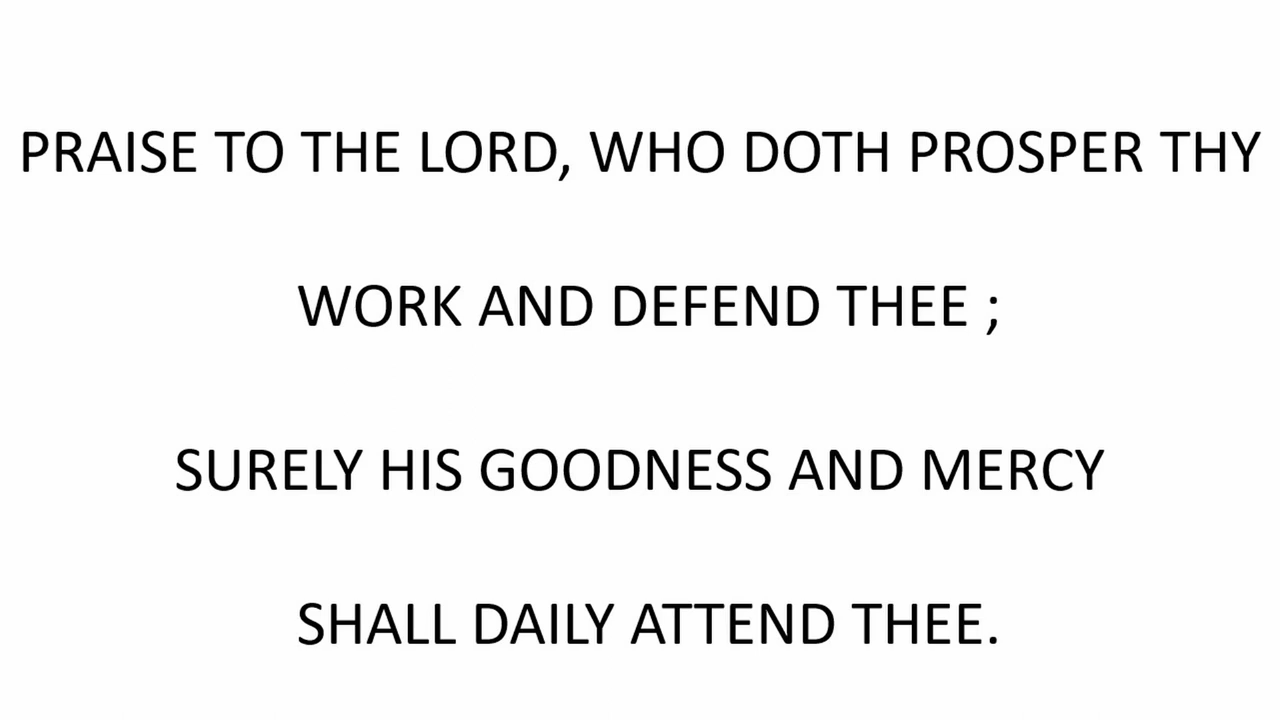 PRAISE TO THE LORD, WHO DOTH PROSPER THY
WORK AND DEFEND THEE ;
SURELY HIS GOODNESS AND MERCY
SHALL DAILY ATTEND THEE.